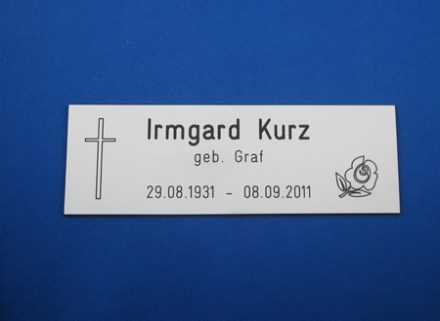 Irmgard Kurz
geb. Graf
29.08.1931 - 08.09.2011